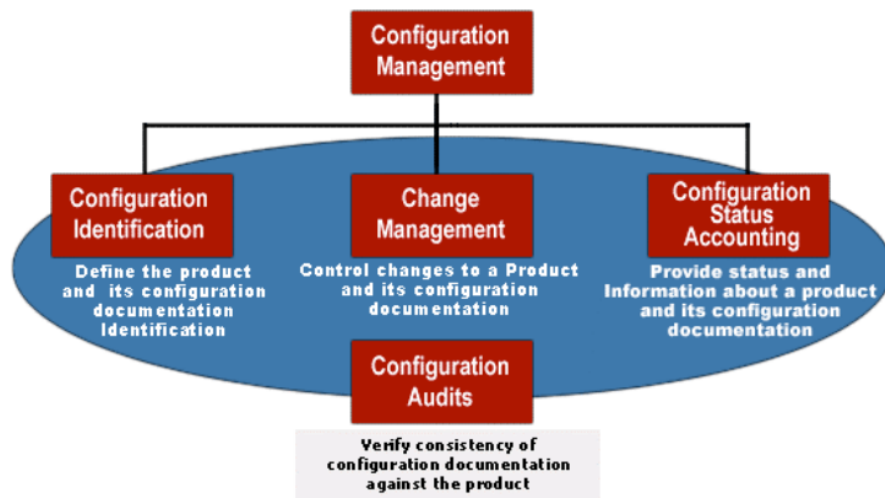 Configuration
Management
Configuration
Identification
Define the product
and its configuration
documentation
Identification
Change
Management
Control changes to a Product
and its configuration
documentation
Configuration
Status
Accounting
Provide status and
Information about a product
and its configuration
documentation
Configuration
Audits
Verify consistency of
configuration documentation
against the product